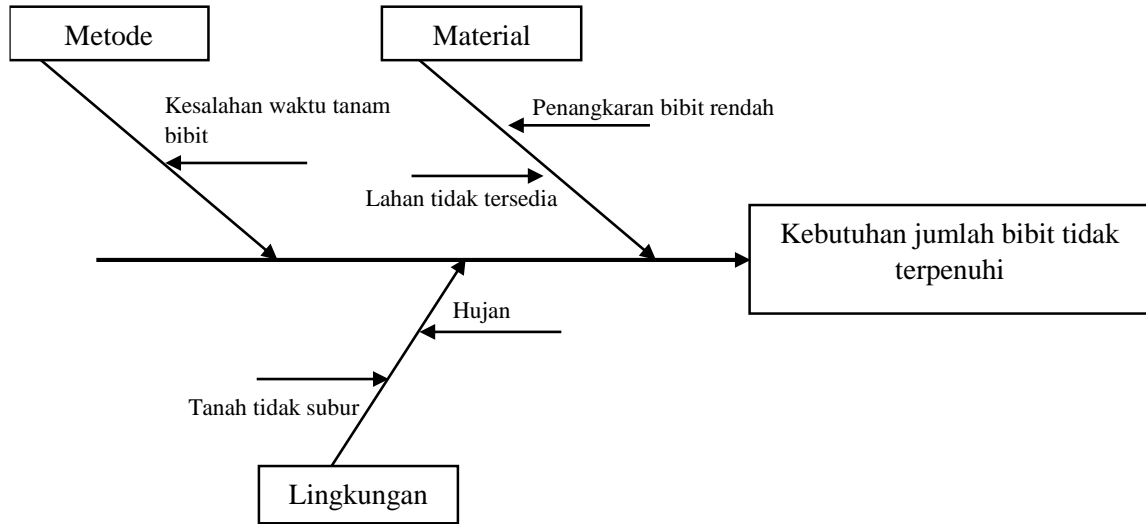 Metode
Material
Kesalahan waktu tanam
bibit
Penangkaran bibit rendah
Lahan tidak tersedia
Kebutuhan jumlah bibit tidak
terpenuhi
Hujan
Tanah tidak subur
Lingkungan